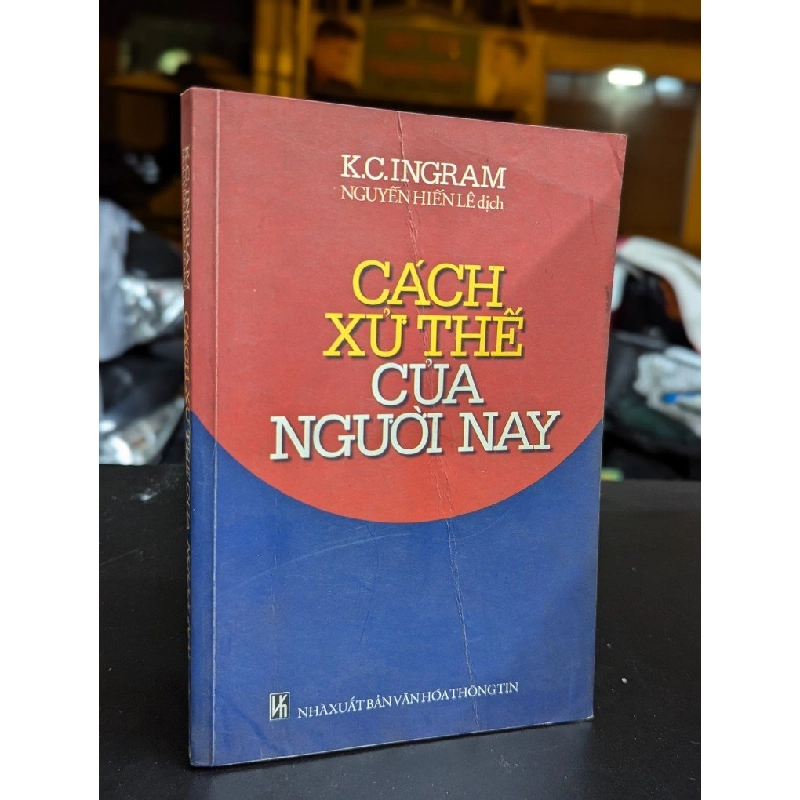 K.C.INGRAM
NGUYỄN HIẾN LÊ dịch
CÁCH
XỬ THẾ
CỦA
NGƯỜI NAY
NHÀ XUẤT BẢN VĂN HÓA THÔNG TIN